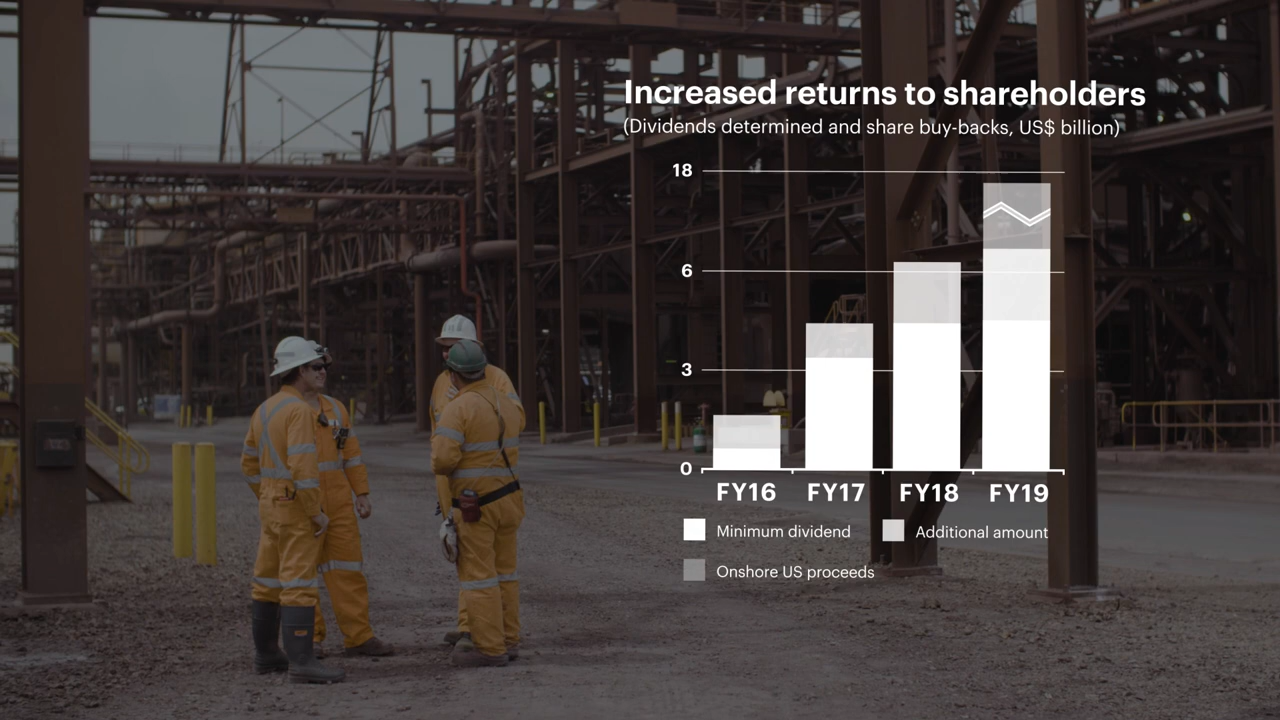 Increased returns to shareholders
(Dividends determined and share buy-backs, US$ billion)
18
6
3
0
FY16 FY17 FY18 FY19
Minimum dividend Additional amount
Onshore US proceeds